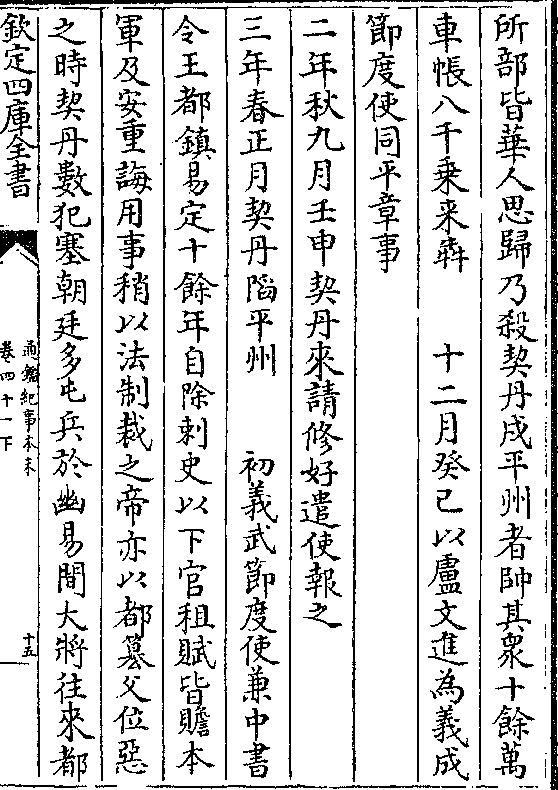 所部皆華人思歸乃殺契丹戍平州者帥其衆十餘萬
車帳八千乗来犇　十二月癸巳以盧文進為義成
節度使同平章事
二年秋九月壬申契丹來請修好遣使報之
三年春正月契丹陷平州　初義武節度使兼中書
令王都鎮易定十餘年自除刺史以下官租賦皆贍本
軍及安重誨用事稍以法制裁之帝亦以都簒父位惡
之時契丹數犯塞朝廷多屯兵於幽易間大將往來都
欽定四庫全書
通鑑紀事本末
卷四十一下
十五